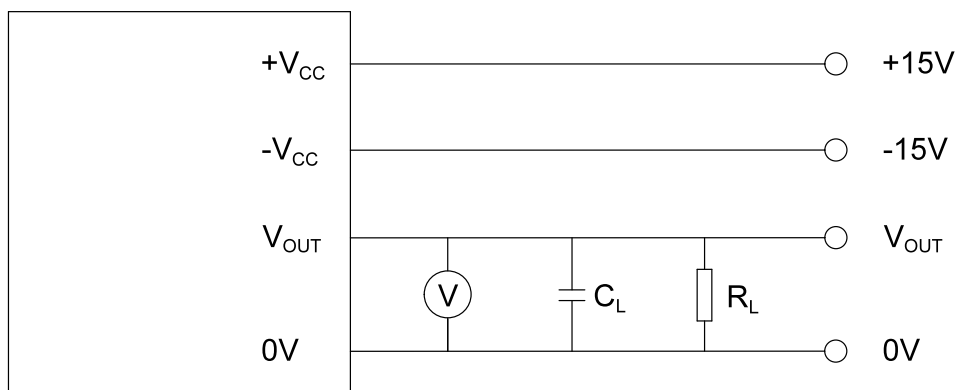 +VCC +15V
-VCC -15V
VOUT VOUT
V CL RL
0V 0V